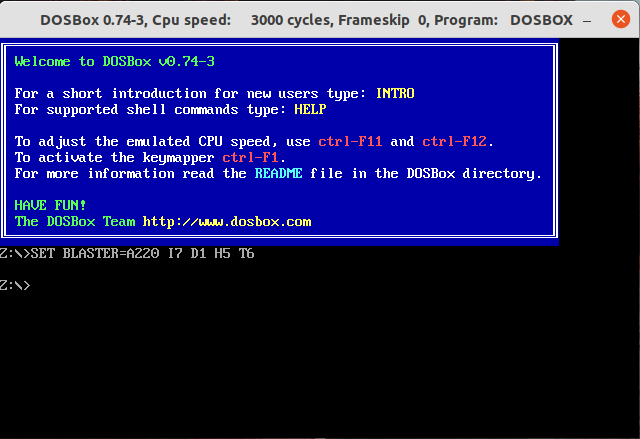 DOSBox 0.74-3, Cpu speed: 3000 cycles, Frameskip 0, Program: DOSBOX
Welcome to DOSBox v0.74-3
For a short introduction for new users type: INTRO
For supported shell commands type: HELP
To adjust the emulated CPU speed, use ctrl-F11 and ctrl-F12.
To activate the keymapper ctrl-F1.
For more information read the README file in the DOSBox directory.
HAVE FUN!
The DOSBox Team http://www.dosbox.com
Z:\>SET BLASTER=A220 I7 D1 H5 T6
Z:\>